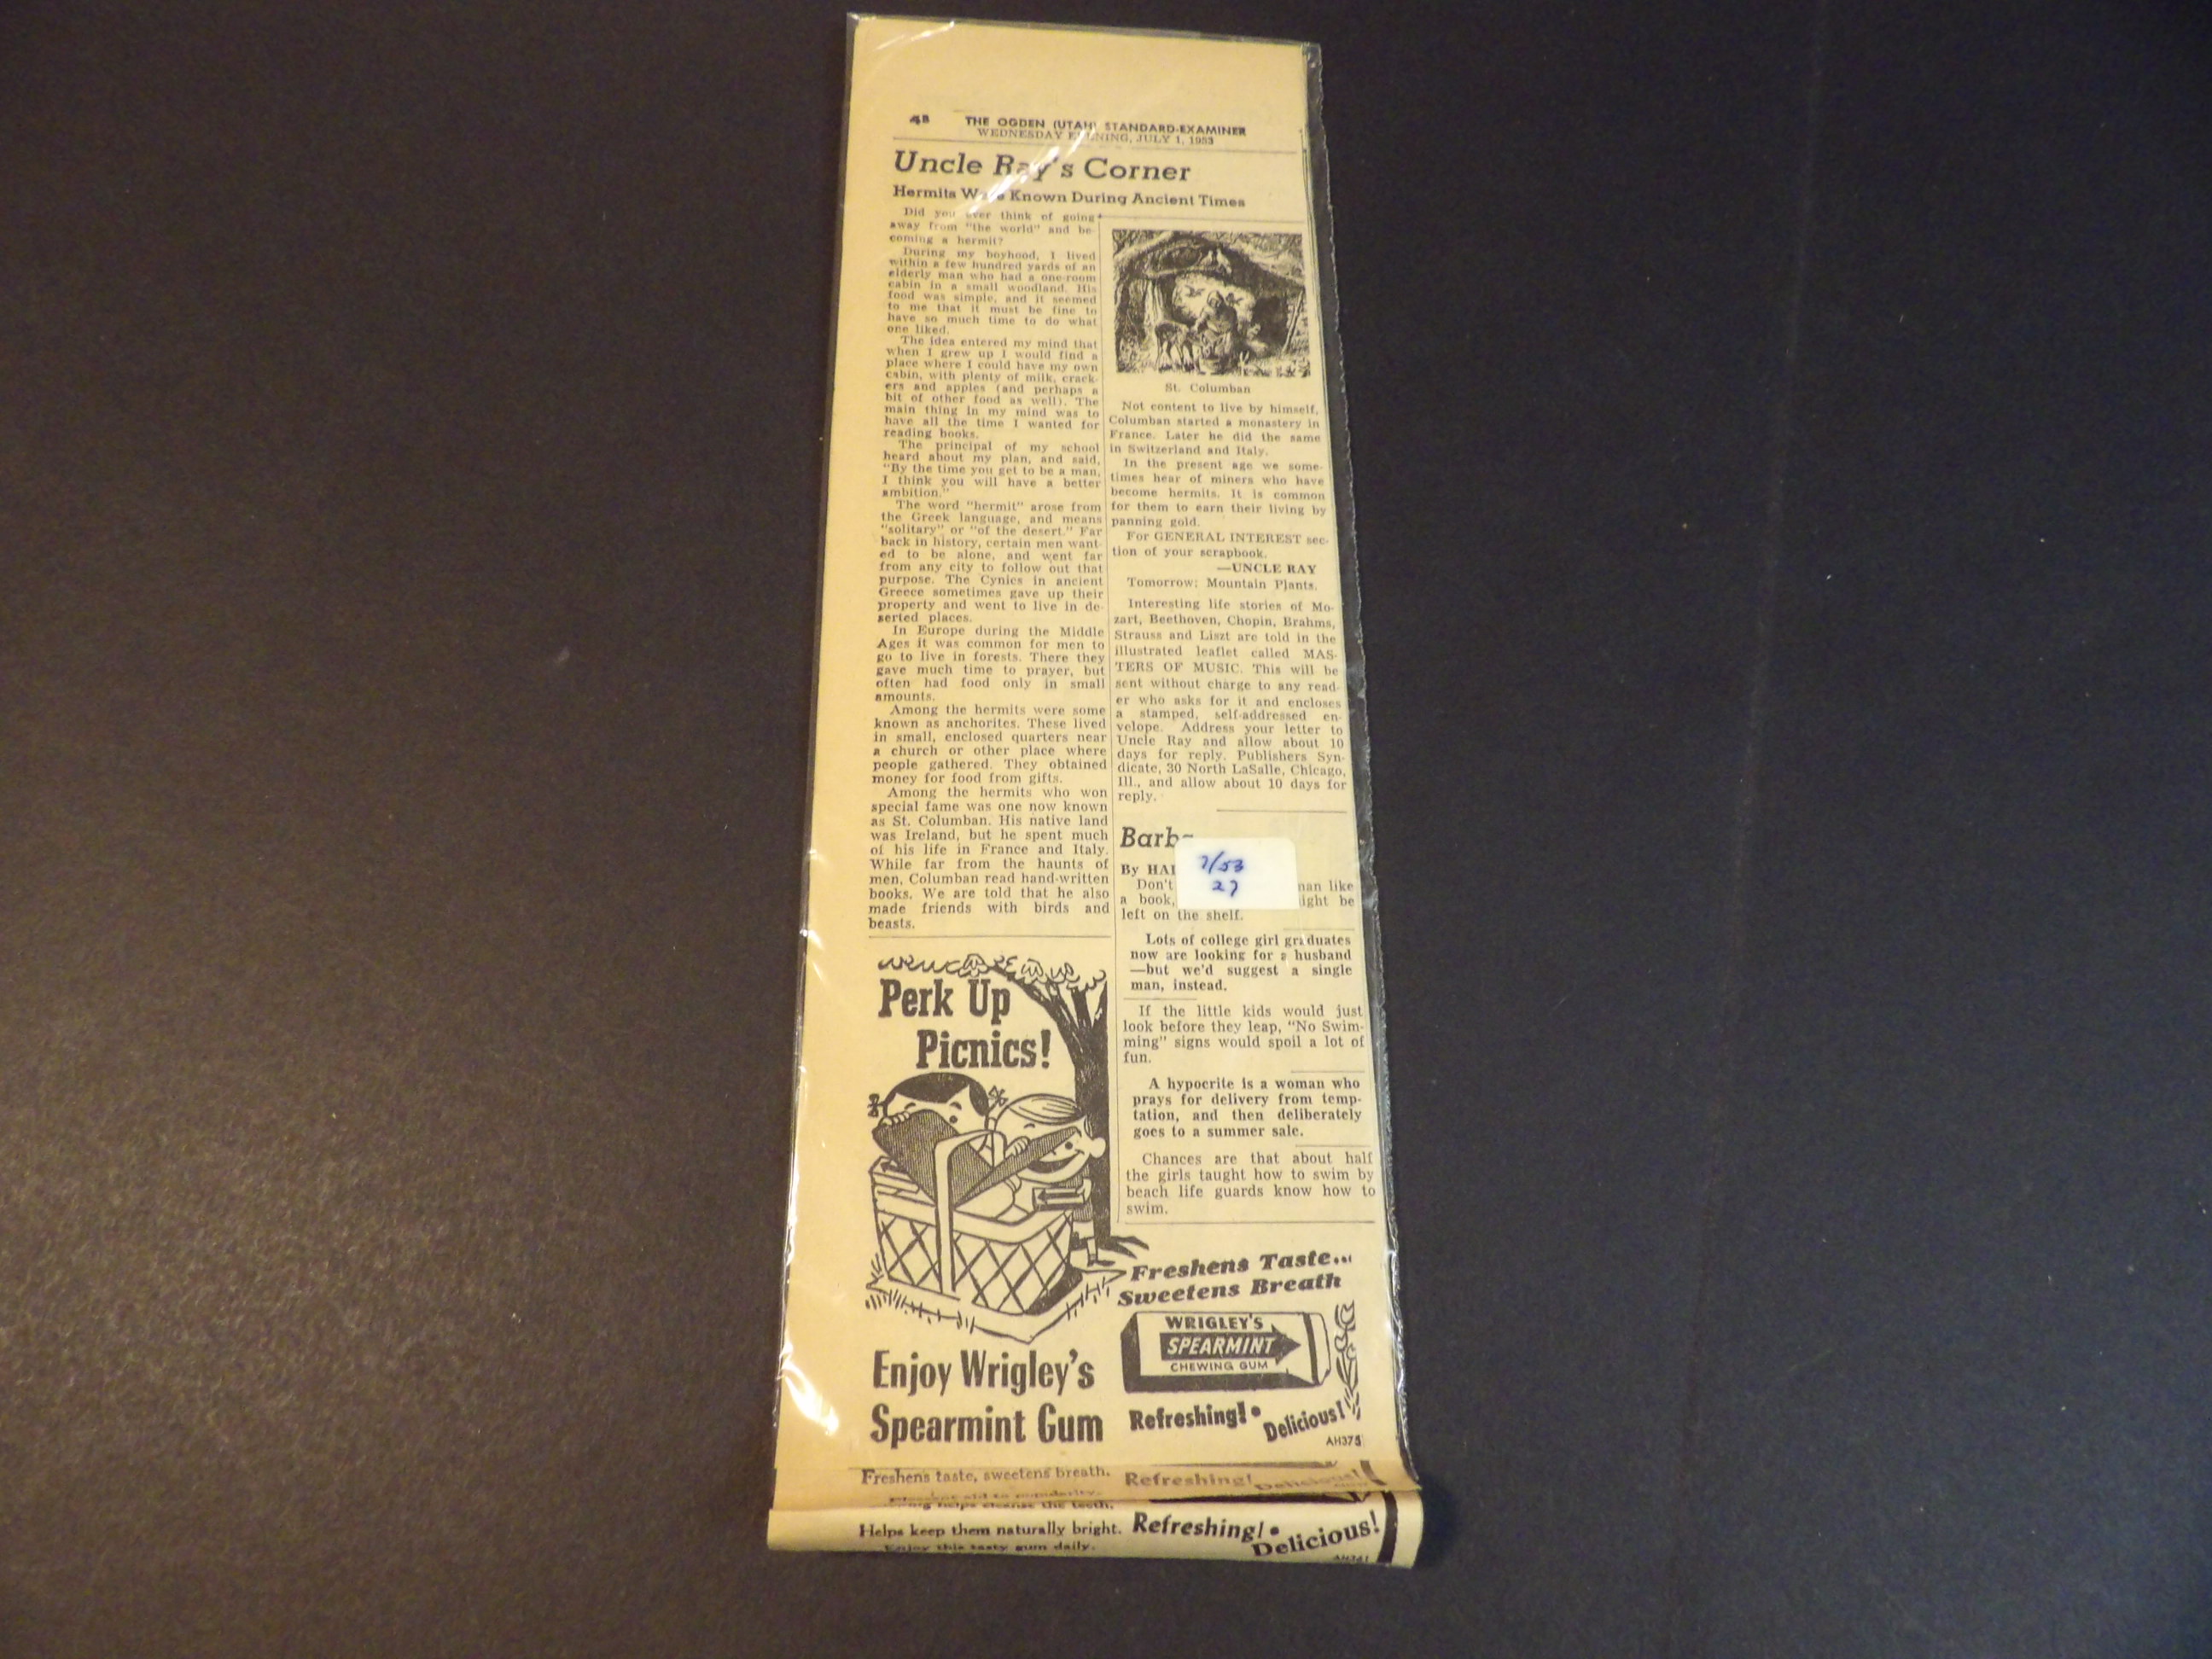 4B THE OGDEN (UTAH) STANDARD-EXAMINER
WEDNESDAY EVENING, JULY 1, 1953
Uncle Ray's Corner
Hermits Were Known During Ancient Times
Did you ever think of going
away from "the world" and be-
coming a hermit?
During my boyhood, I lived
within a few hundred yards of an
elderly man who had a one-room
cabin in a small woodland. His
food was simple, and it seemed
to me that it must be fine to
have so much time to do what
one liked.
The idea entered my mind that
when I grew up I would find a
place where I could have my own
cabin, with plenty of milk, crack-
ers and apples (and perhaps a
bit of other food as well). The
main thing in my mind was to
have all the time I wanted for
reading books.
The principal of my school
heard about my plan, and said,
"By the time you get to be a man,
I think you will have a better
ambition."
The word "hermit" arose from
the Greek language, and means
"solitary" or "of the desert." Far
back in history, certain men want-
ed to be alone, and went far
from any city to follow out that
purpose. The Cynics in ancient
Greece sometimes gave up their
property and went to live in de-
serted places.
In Europe during the Middle
Ages it was common for men to
go to live in forests. There they
gave much time to prayer, but
often had food only in small
amounts.
Among the hermits were some
known as anchorites. These lived
in small, enclosed quarters near
a church or other place where
people gathered. They obtained
money for food from gifts.
Among the hermits who won
special fame was one now known
as St. Columban. His native land
was Ireland, but he spent much
of his life in France and Italy.
While far from the haunts of
men, Columban read hand-written
books. We are told that he also
made friends with birds and
beasts.
St. Columban
Not content to live by himself,
Columban started a monastery in
France. Later he did the same
in Switzerland and Italy.
In the present age we some-
times hear of miners who have
become hermits. It is common
for them to earn their living by
panning gold.
For GENERAL INTEREST sec-
tion of your scrapbook.
—UNCLE RAY
Tomorrow: Mountain Plants.
Interesting life stories of Mo-
zart, Beethoven, Chopin, Brahms,
Strauss and Liszt are told in the
illustrated leaflet called MAS-
TERS OF MUSIC. This will be
sent without charge to any read-
er who asks for it and encloses
a stamped, self-addressed en-
velope. Address your letter to
Uncle Ray and allow about 10
days for reply. Publishers Syn-
dicate, 30 North LaSalle, Chicago,
Ill., and allow about 10 days for
reply.
Barb
7/53
27
By HA
Don't man like
a book, ight be
left on the shelf.
Lots of college girl graduates
now are looking for a husband
—but we'd suggest a single
man, instead.
If the little kids would just
look before they leap, "No Swim-
ming" signs would spoil a lot of
fun.
A hypocrite is a woman who
prays for delivery from temp-
tation, and then deliberately
goes to a summer sale.
Chances are that about half
the girls taught how to swim by
beach life guards know how to
swim.
Perk Up
Picnics!
Freshens Taste...
Sweetens Breath
WRIGLEY'S
SPEARMINT
CHEWING GUM
Enjoy Wrigley's
Spearmint Gum
Refreshing! • Delicious!
AH375
Freshens taste, sweetens breath. Refreshing! Delicious!
Pleasant aid to popularity.
helps cleanse the teeth.
Helps keep them naturally bright. Refreshing! • Delicious!
Enjoy this tasty gum daily.
AH361